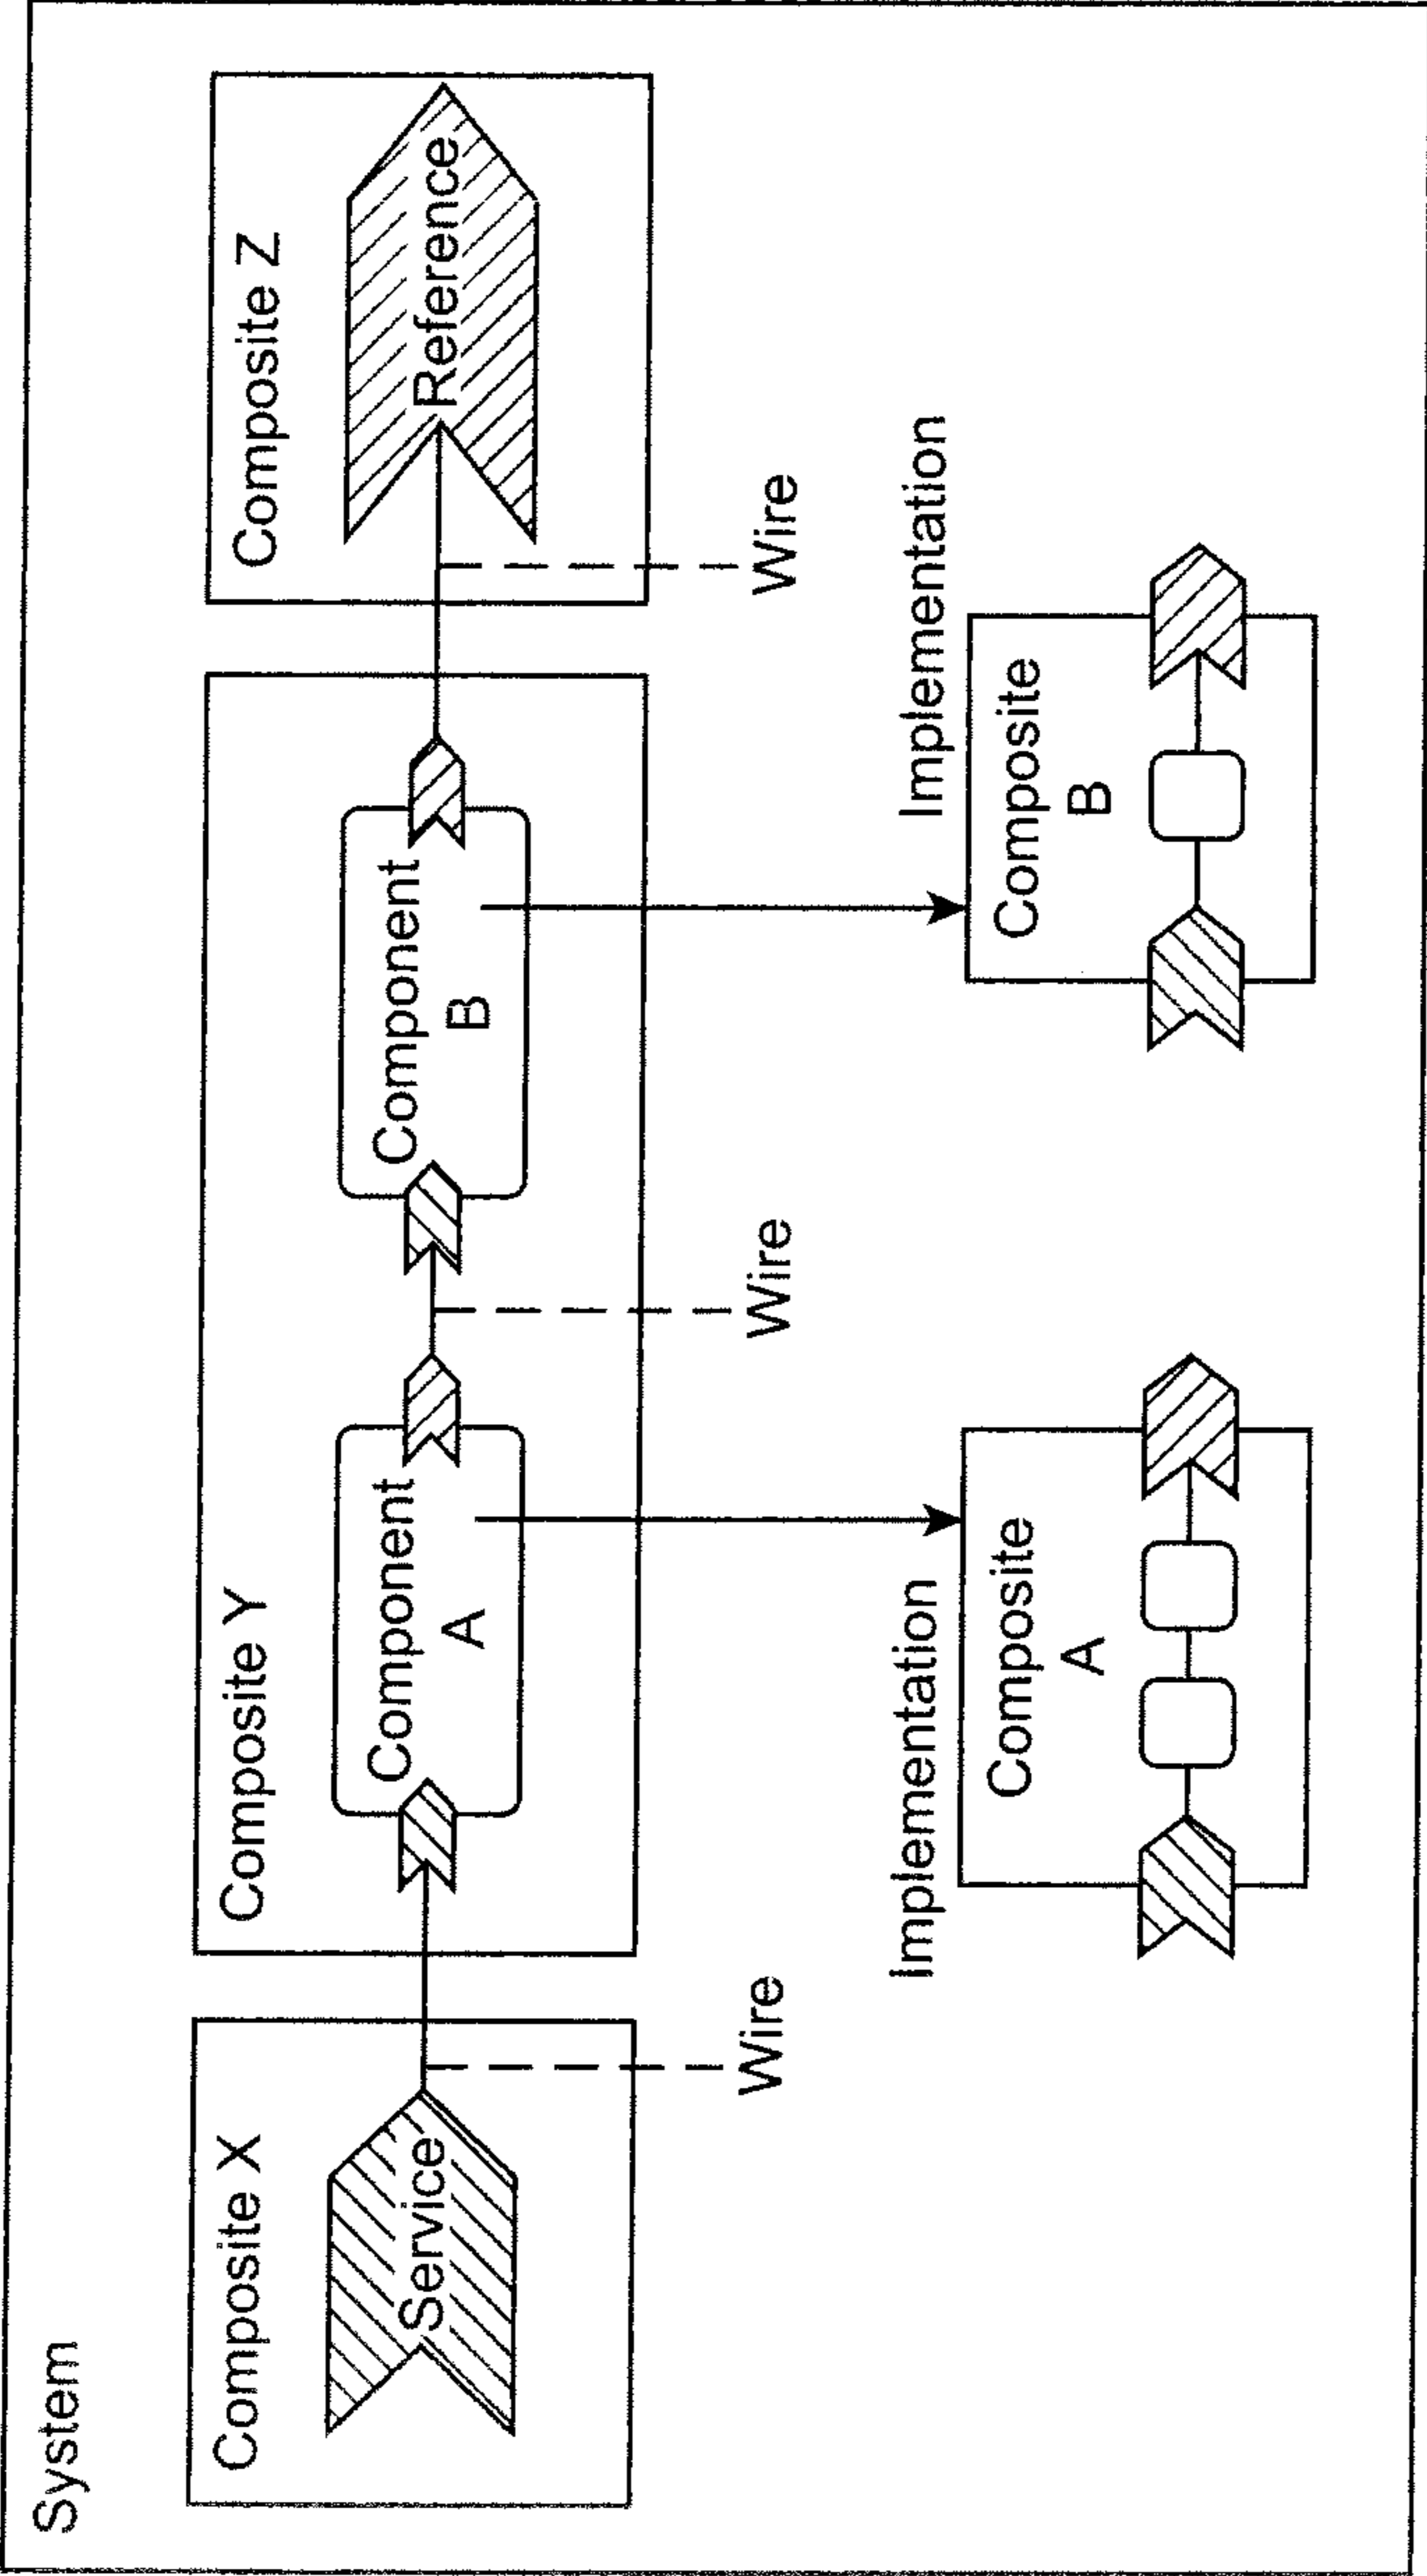 System
Composite X
Service
Wire
Composite Y
Component
A
Wire
Component
B
Composite Z
Reference
Wire
Implementation
Composite
A
Implementation
Composite
B